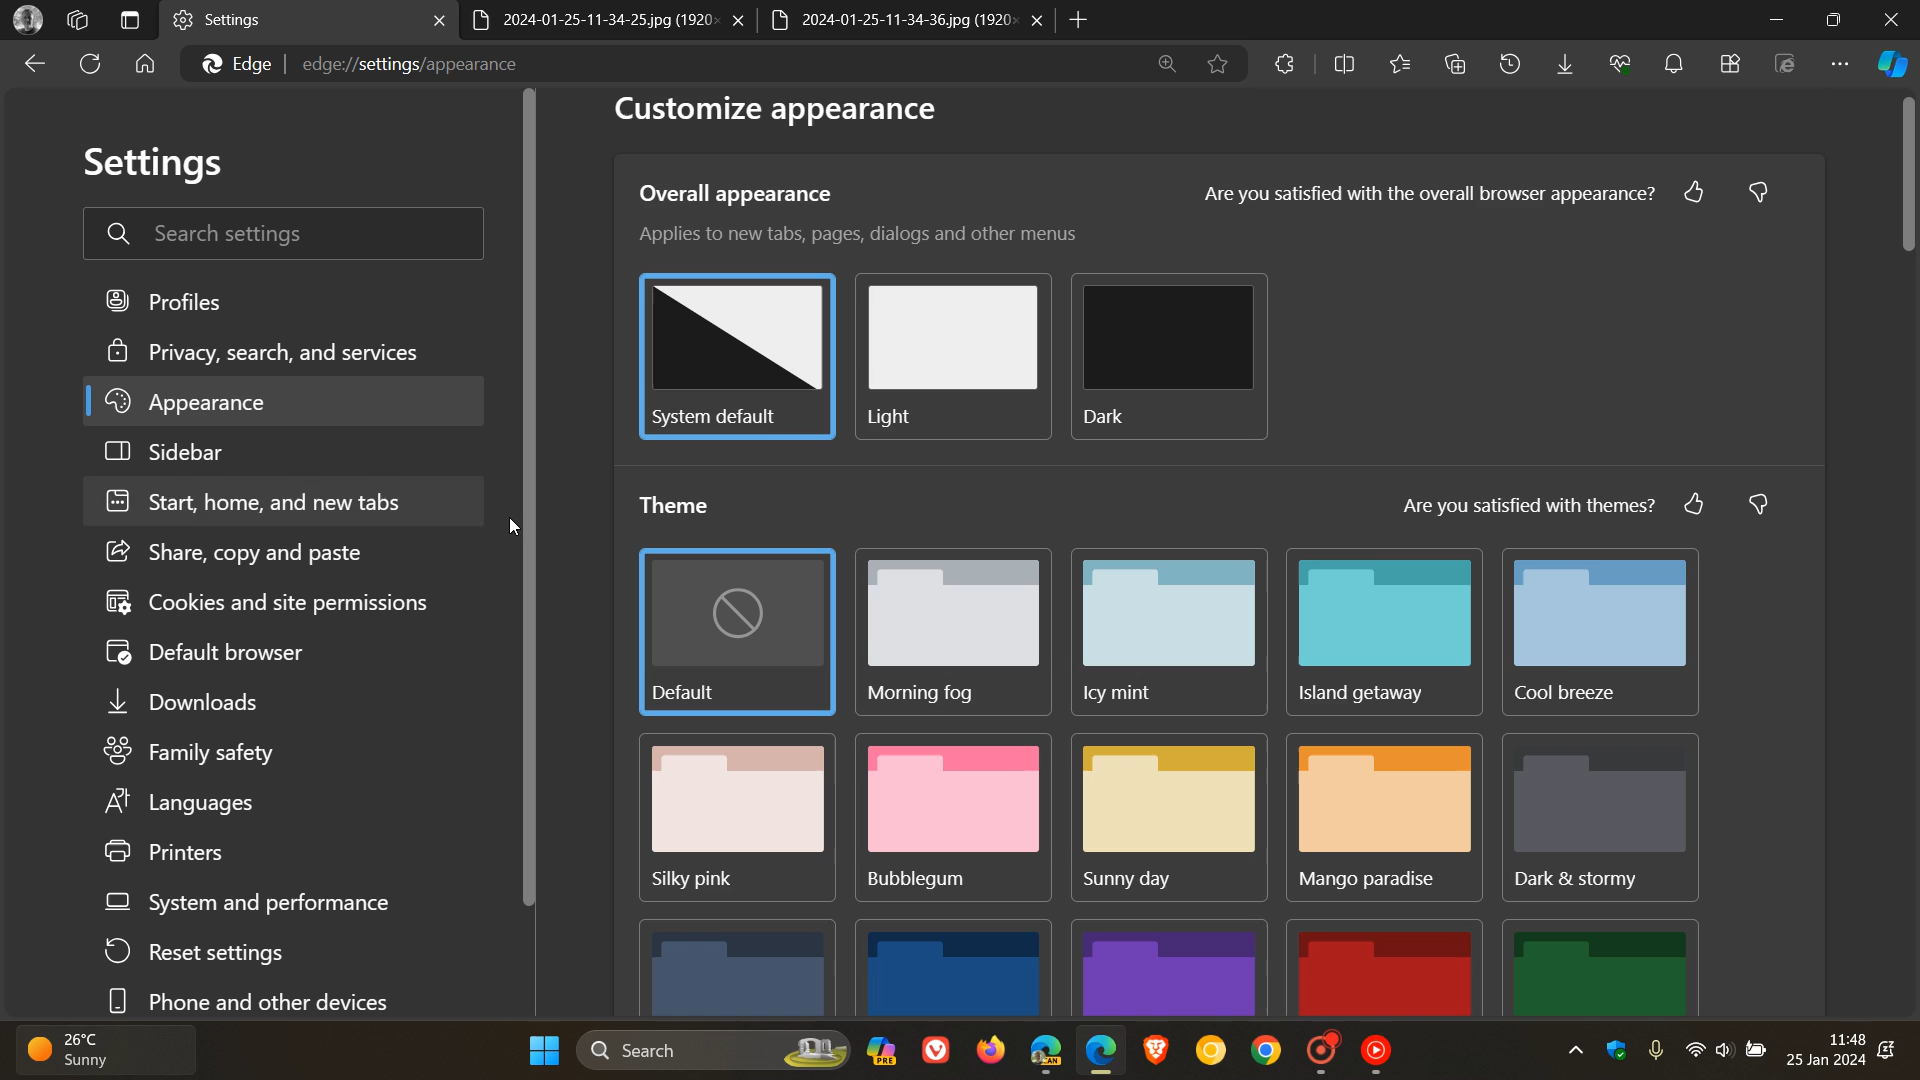 Settings
2024-01-25-11-34-25.jpg (1920
2024-01-25-11-34-36.jpg (1920
Edge
edge://settings/appearance
Settings
Search settings
Profiles
Privacy, search, and services
Appearance
Sidebar
Start, home, and new tabs
Share, copy and paste
Cookies and site permissions
Default browser
Downloads
Family safety
Languages
Printers
System and performance
Reset settings
Phone and other devices
Customize appearance
Overall appearance
Are you satisfied with the overall browser appearance?
Applies to new tabs, pages, dialogs and other menus
System default
Light
Dark
Theme
Are you satisfied with themes?
Default
Morning fog
Icy mint
Island getaway
Cool breeze
Silky pink
Bubblegum
Sunny day
Mango paradise
Dark & stormy
26°C
Sunny
Search
PRE
CAN
11:48
25 Jan 2024